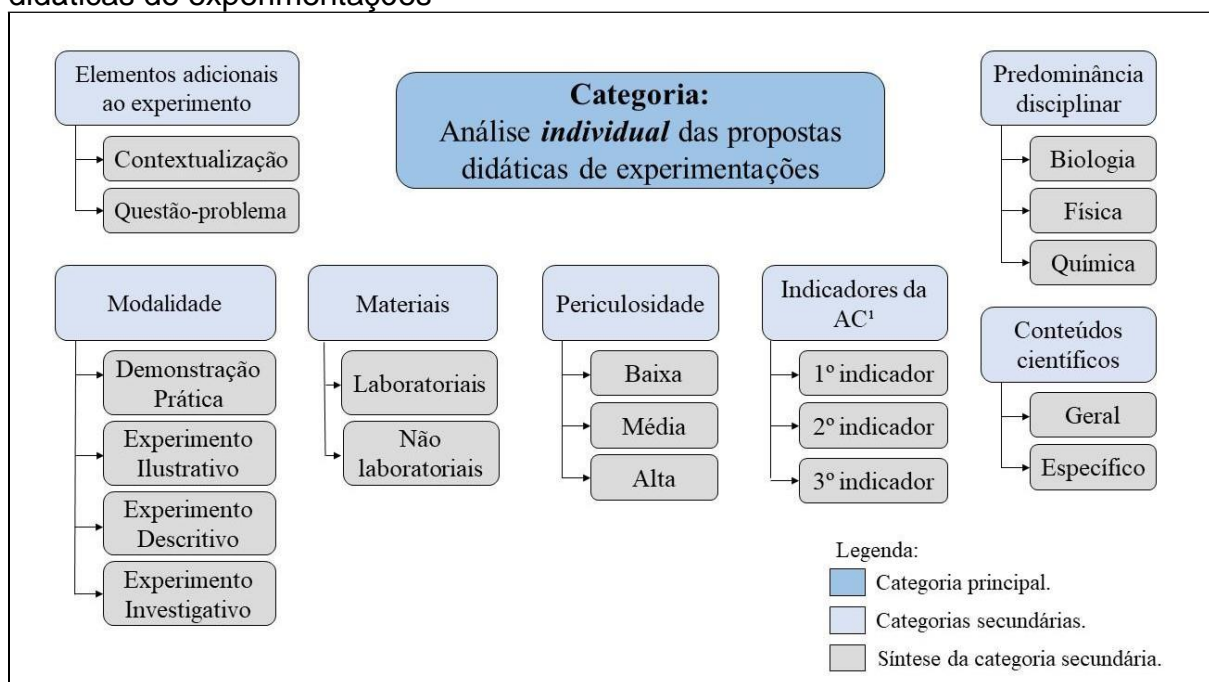 didáticas de experimentações
Elementos adicionais
ao experimento
Contextualização
Questão-problema
Categoria:
Análise individual das propostas
didáticas de experimentações
Predominância
disciplinar
Biologia
Física
Química
Modalidade
Demonstração
Prática
Experimento
Ilustrativo
Experimento
Descritivo
Experimento
Investigativo
Materiais
Laboratoriais
Não
laboratoriais
Periculosidade
Baixa
Média
Alta
Indicadores da
AC¹
1º indicador
2º indicador
3º indicador
Conteúdos
científicos
Geral
Específico
Legenda:
Categoria principal.
Categorias secundárias.
Síntese da categoria secundária.